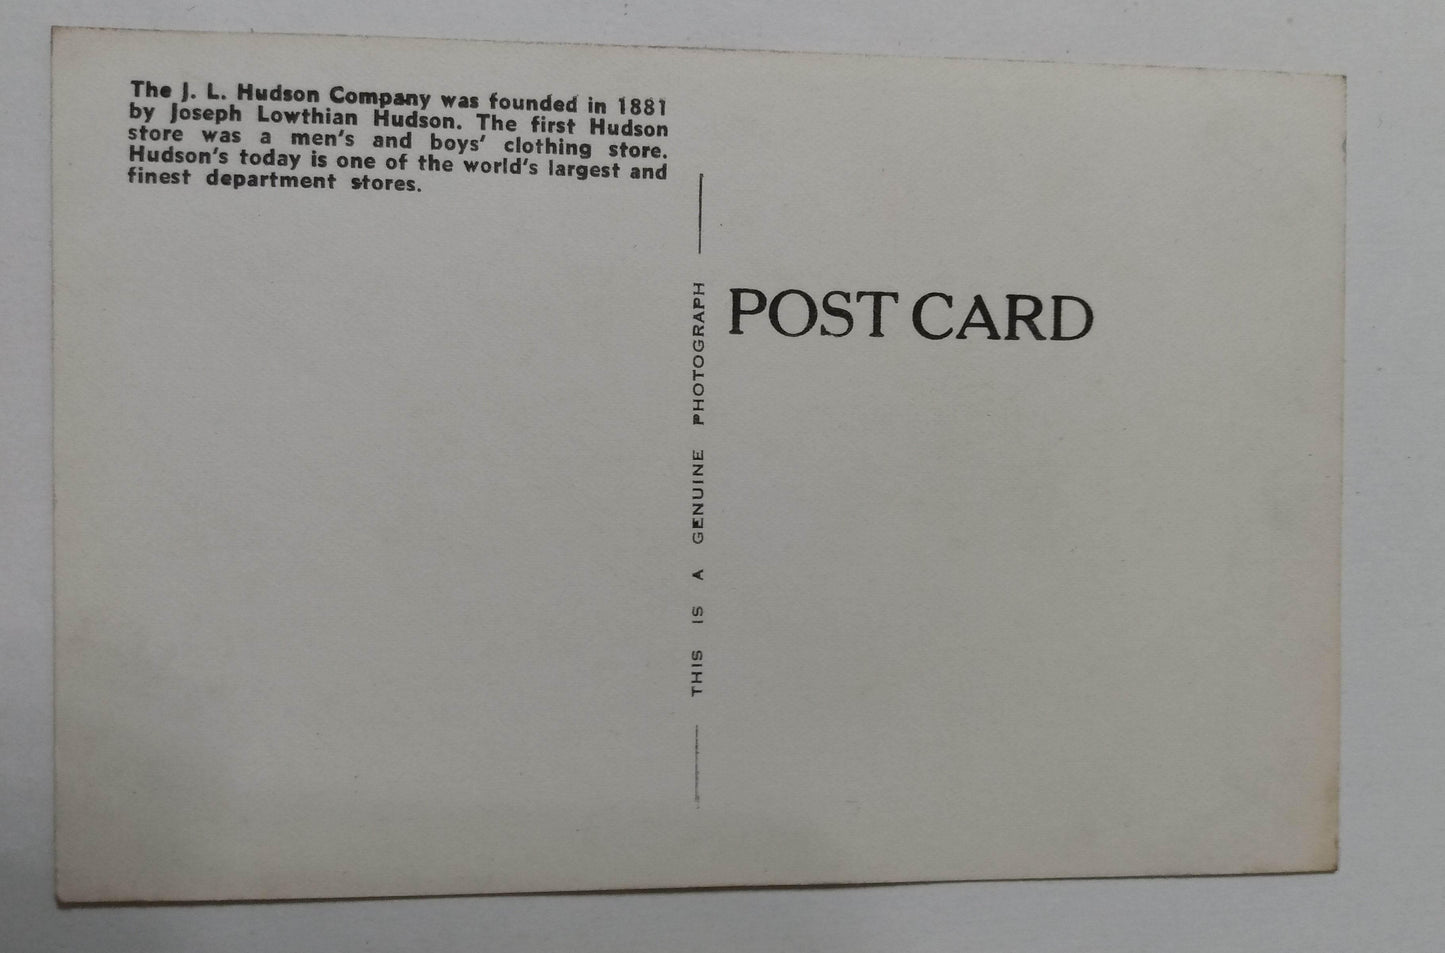 The J. L. Hudson Company was founded in 1881
by Joseph Lowthian Hudson. The first Hudson
store was a men's and boys' clothing store.
Hudson's today is one of the world's largest and
finest department stores.
THIS IS A GENUINE PHOTOGRAPH
POST CARD